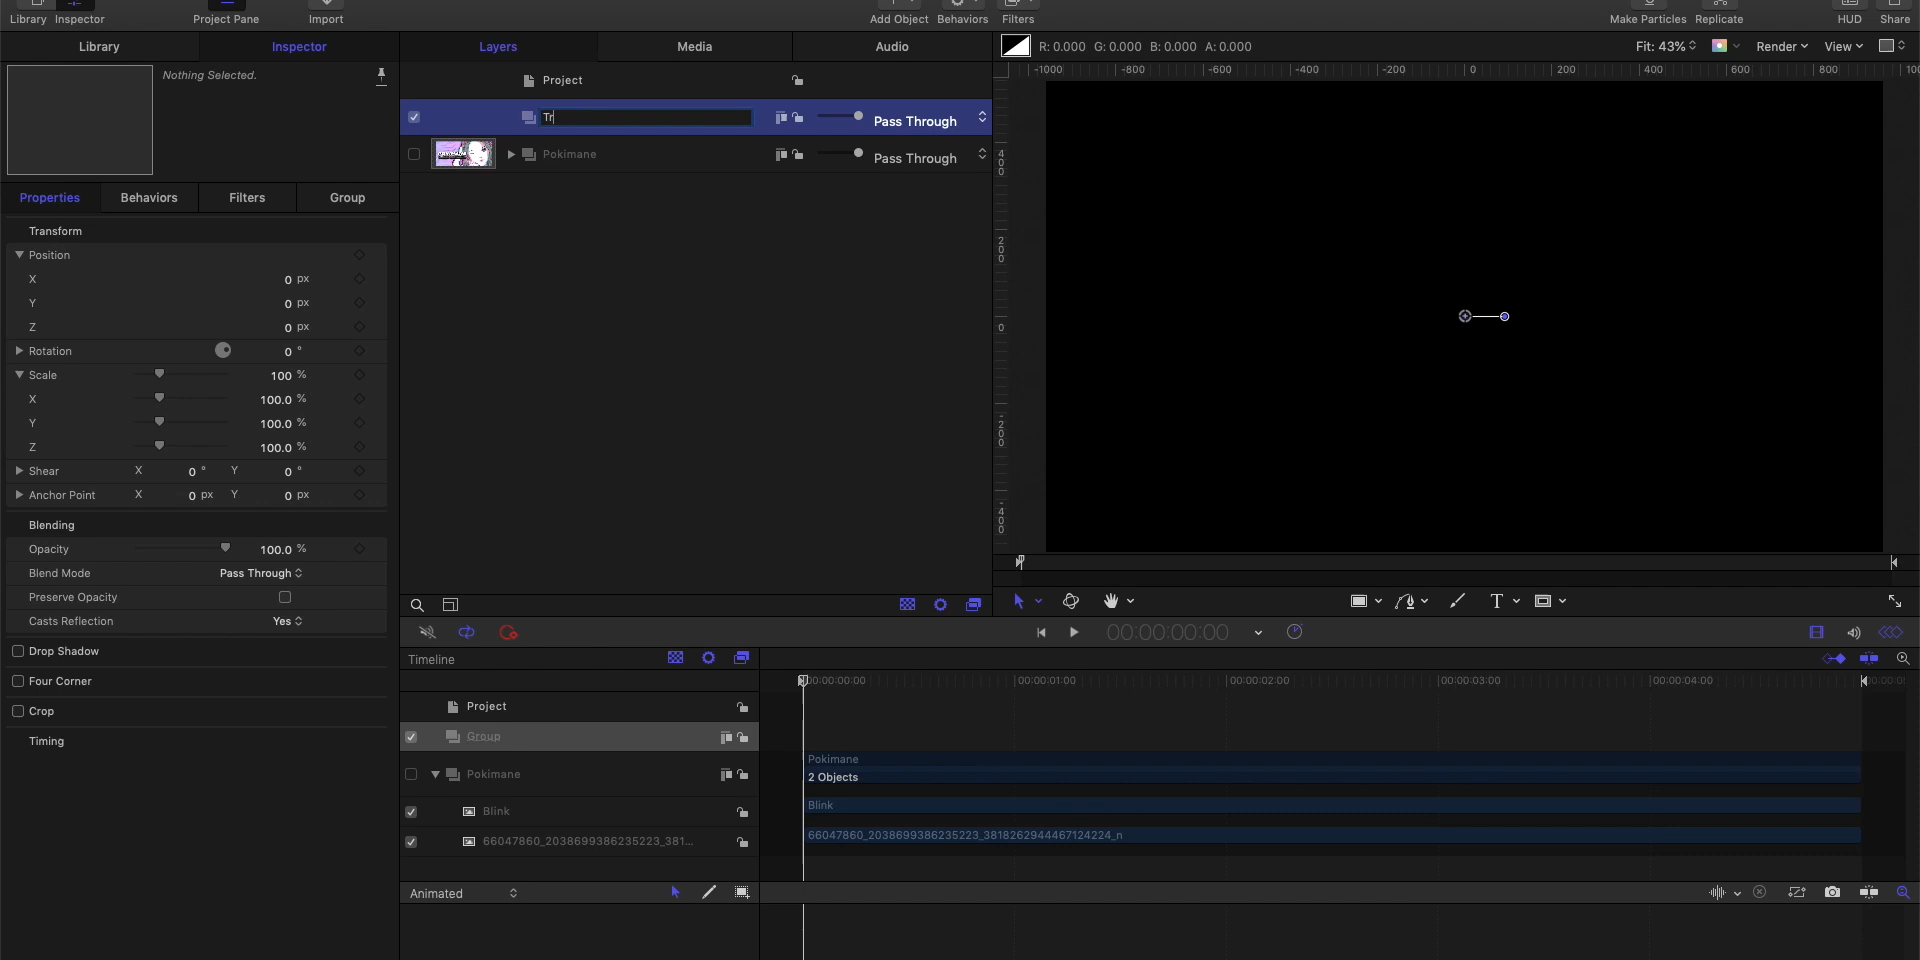 Library Inspector Project Pane Import Add Object Behaviors Filters Make Particles Replicate HUD Share
Library Inspector Layers Media Audio R: 0.000 G: 0.000 B: 0.000 A: 0.000 Fit: 43% Render View
Nothing Selected.
-1000 -800 -600 -400 -200 0 200 400 600 800 100
Project
Tr Pass Through
Pokimane Pass Through
Properties Behaviors Filters Group
Transform
Position
X 0 px
Y 0 px
Z 0 px
Rotation 0 °
Scale 100 %
X 100.0 %
Y 100.0 %
Z 100.0 %
Shear X 0 ° Y 0 °
Anchor Point X 0 px Y 0 px
Blending
Opacity 100.0 %
Blend Mode Pass Through
Preserve Opacity
Casts Reflection Yes
Drop Shadow
Four Corner
Crop
Timing
400
200
0
-200
-400
T
00:00:00:00
Timeline
00:00:00:00 00:00:01:00 00:00:02:00 00:00:03:00 00:00:04:00
Project
Group
Pokimane
Blink
66047860_2038699386235223_381...
Pokimane
2 Objects
Blink
66047860_2038699386235223_3818262944467124224_n
Animated